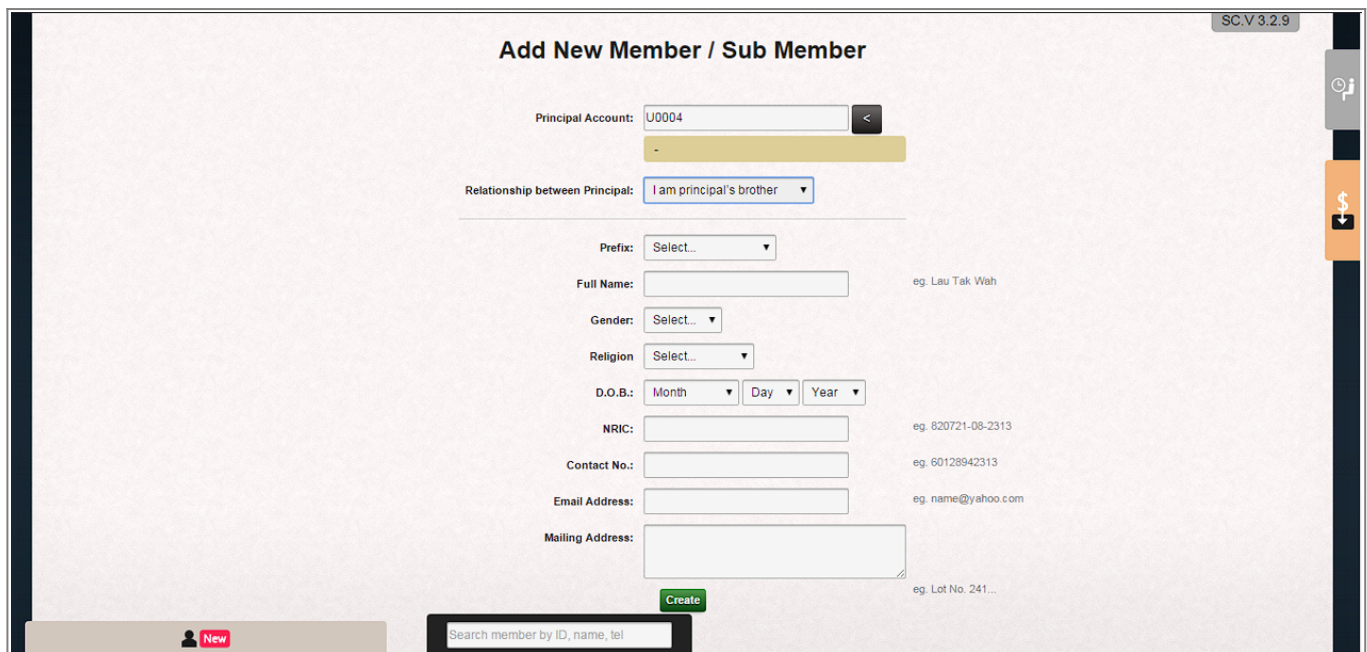 SC.V 3.2.9
Add New Member / Sub Member
Principal Account: U0004 <
-
Relationship between Principal: I am principal's brother
Prefix: Select...
Full Name: eg. Lau Tak Wah
Gender: Select...
Religion Select...
D.O.B.: Month Day Year
NRIC: eg. 820721-08-2313
Contact No.: eg. 60128942313
Email Address: eg. name@yahoo.com
Mailing Address:
eg. Lot No. 241...
Create
New
Search member by ID, name, tel
$